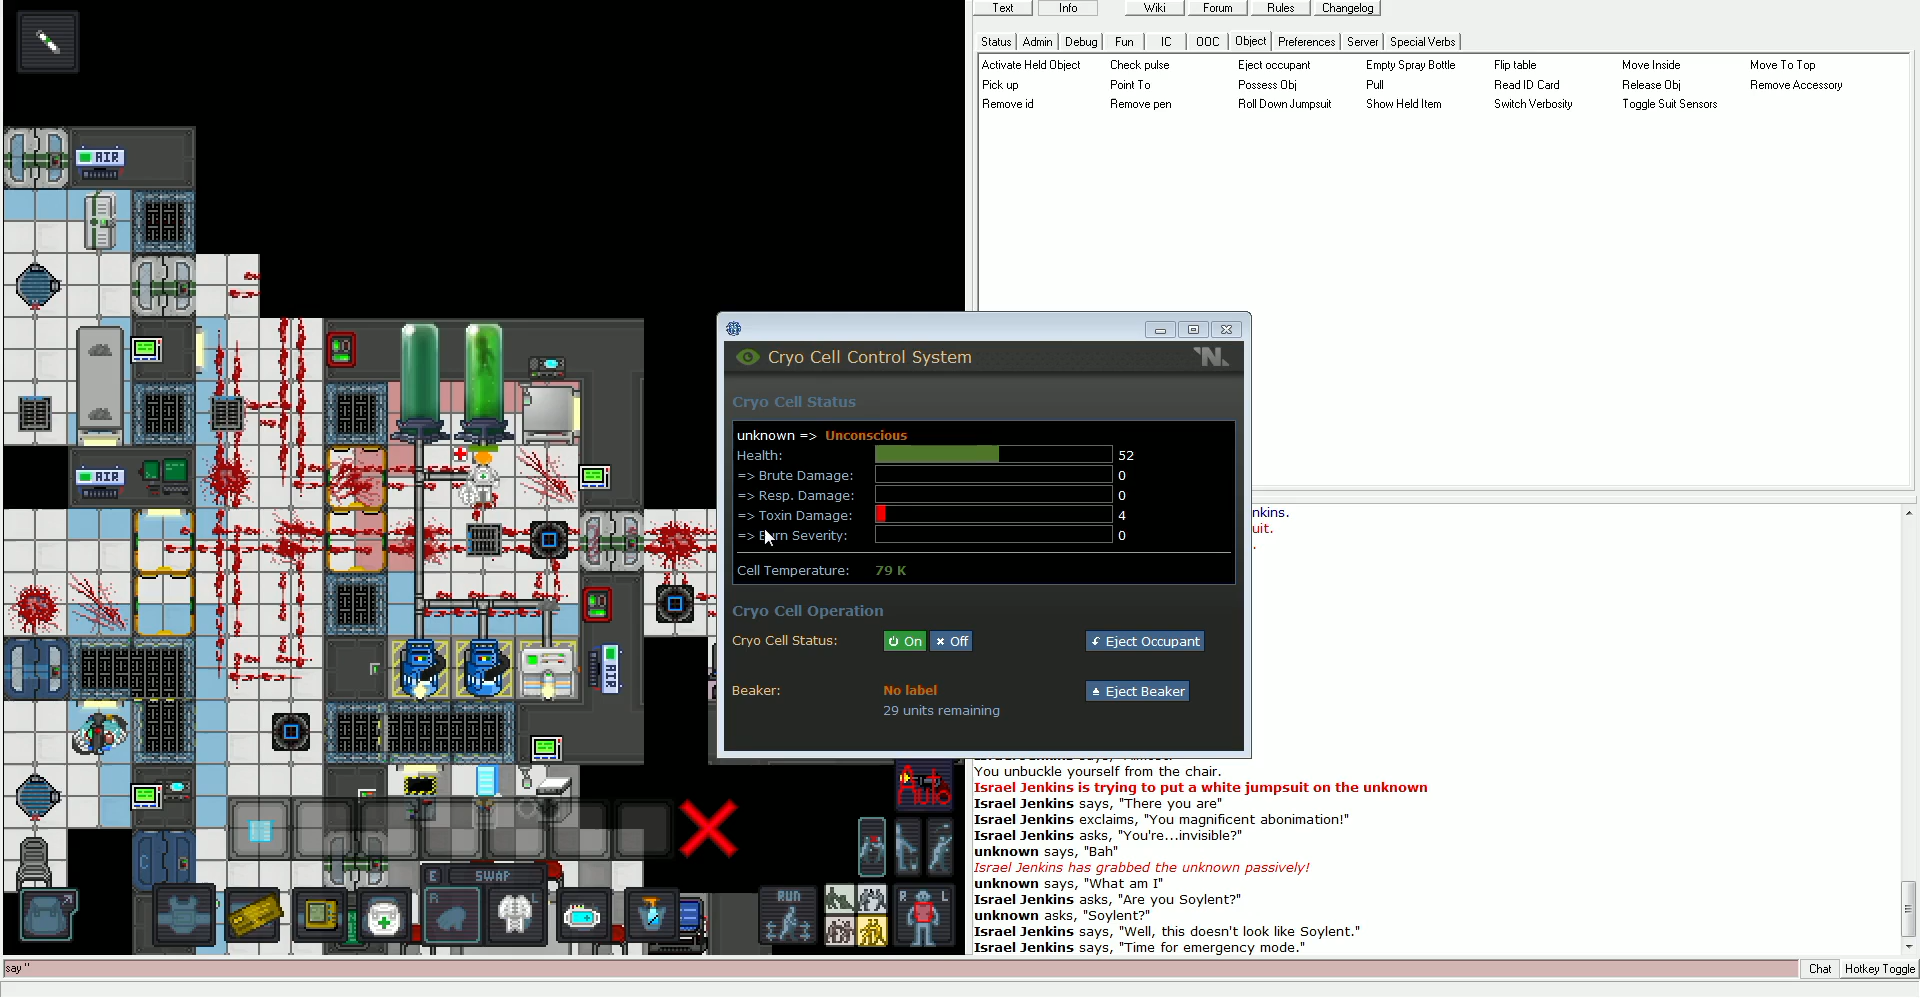 Text Info Wiki Forum Rules Changelog
Status Admin Debug Fun IC OOC Object Preferences Server Special Verbs
Activate Held Object Check pulse Eject occupant Empty Spray Bottle Flip table Move Inside Move To Top
Pick up Point To Possess Obj Pull Read ID Card Release Obj Remove Accessory
Remove id Remove pen Roll Down Jumpsuit Show Held Item Switch Verbosity Toggle Suit Sensors
AIR
AIR
AIR
Cryo Cell Control System
Cryo Cell Status
unknown => Unconscious
Health: 52
=> Brute Damage: 0
=> Resp. Damage: 0
=> Toxin Damage: 4
=> Burn Severity: 0
Cell Temperature: 79 K
Cryo Cell Operation
Cryo Cell Status: On Off Eject Occupant
Beaker: No label Eject Beaker
29 units remaining
nkins.
uit.
.
You unbuckle yourself from the chair.
Israel Jenkins is trying to put a white jumpsuit on the unknown
Israel Jenkins says, "There you are"
Israel Jenkins exclaims, "You magnificent abonimation!"
Israel Jenkins asks, "You're...invisible?"
unknown says, "Bah"
Israel Jenkins has grabbed the unknown passively!
unknown says, "What am I"
Israel Jenkins asks, "Are you Soylent?"
unknown asks, "Soylent?"
Israel Jenkins says, "Well, this doesn't look like Soylent."
Israel Jenkins says, "Time for emergency mode."
Auto
E SWAP
R L
RUN
R L
C
say "
Chat Hotkey Toggle